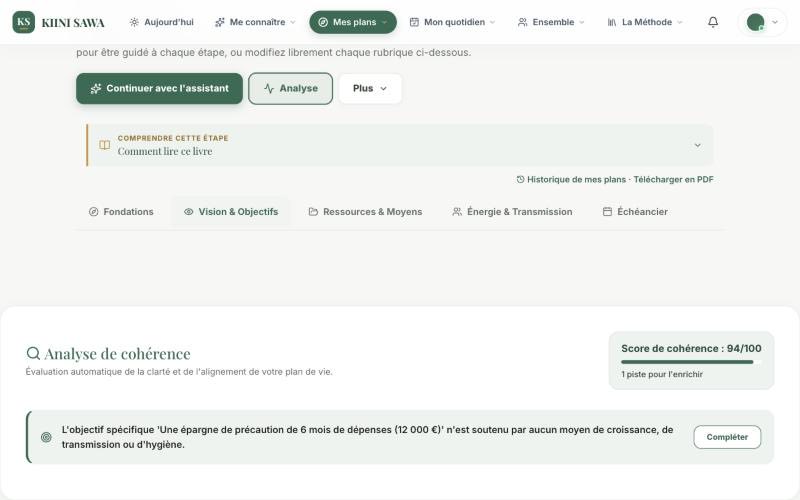 KS KIINI SAWA Aujourd'hui Me connaître Mes plans Mon quotidien Ensemble La Méthode
pour être guidé à chaque étape, ou modifiez librement chaque rubrique ci-dessous.
Continuer avec l'assistant Analyse Plus
COMPRENDRE CETTE ÉTAPE
Comment lire ce livre
Historique de mes plans · Télécharger en PDF
Fondations Vision & Objectifs Ressources & Moyens Énergie & Transmission Échéancier
Analyse de cohérence
Évaluation automatique de la clarté et de l'alignement de votre plan de vie.
Score de cohérence : 94/100
1 piste pour l'enrichir
L'objectif spécifique 'Une épargne de précaution de 6 mois de dépenses (12 000 €)' n'est soutenu par aucun moyen de croissance, de
transmission ou d'hygiène.
Compléter